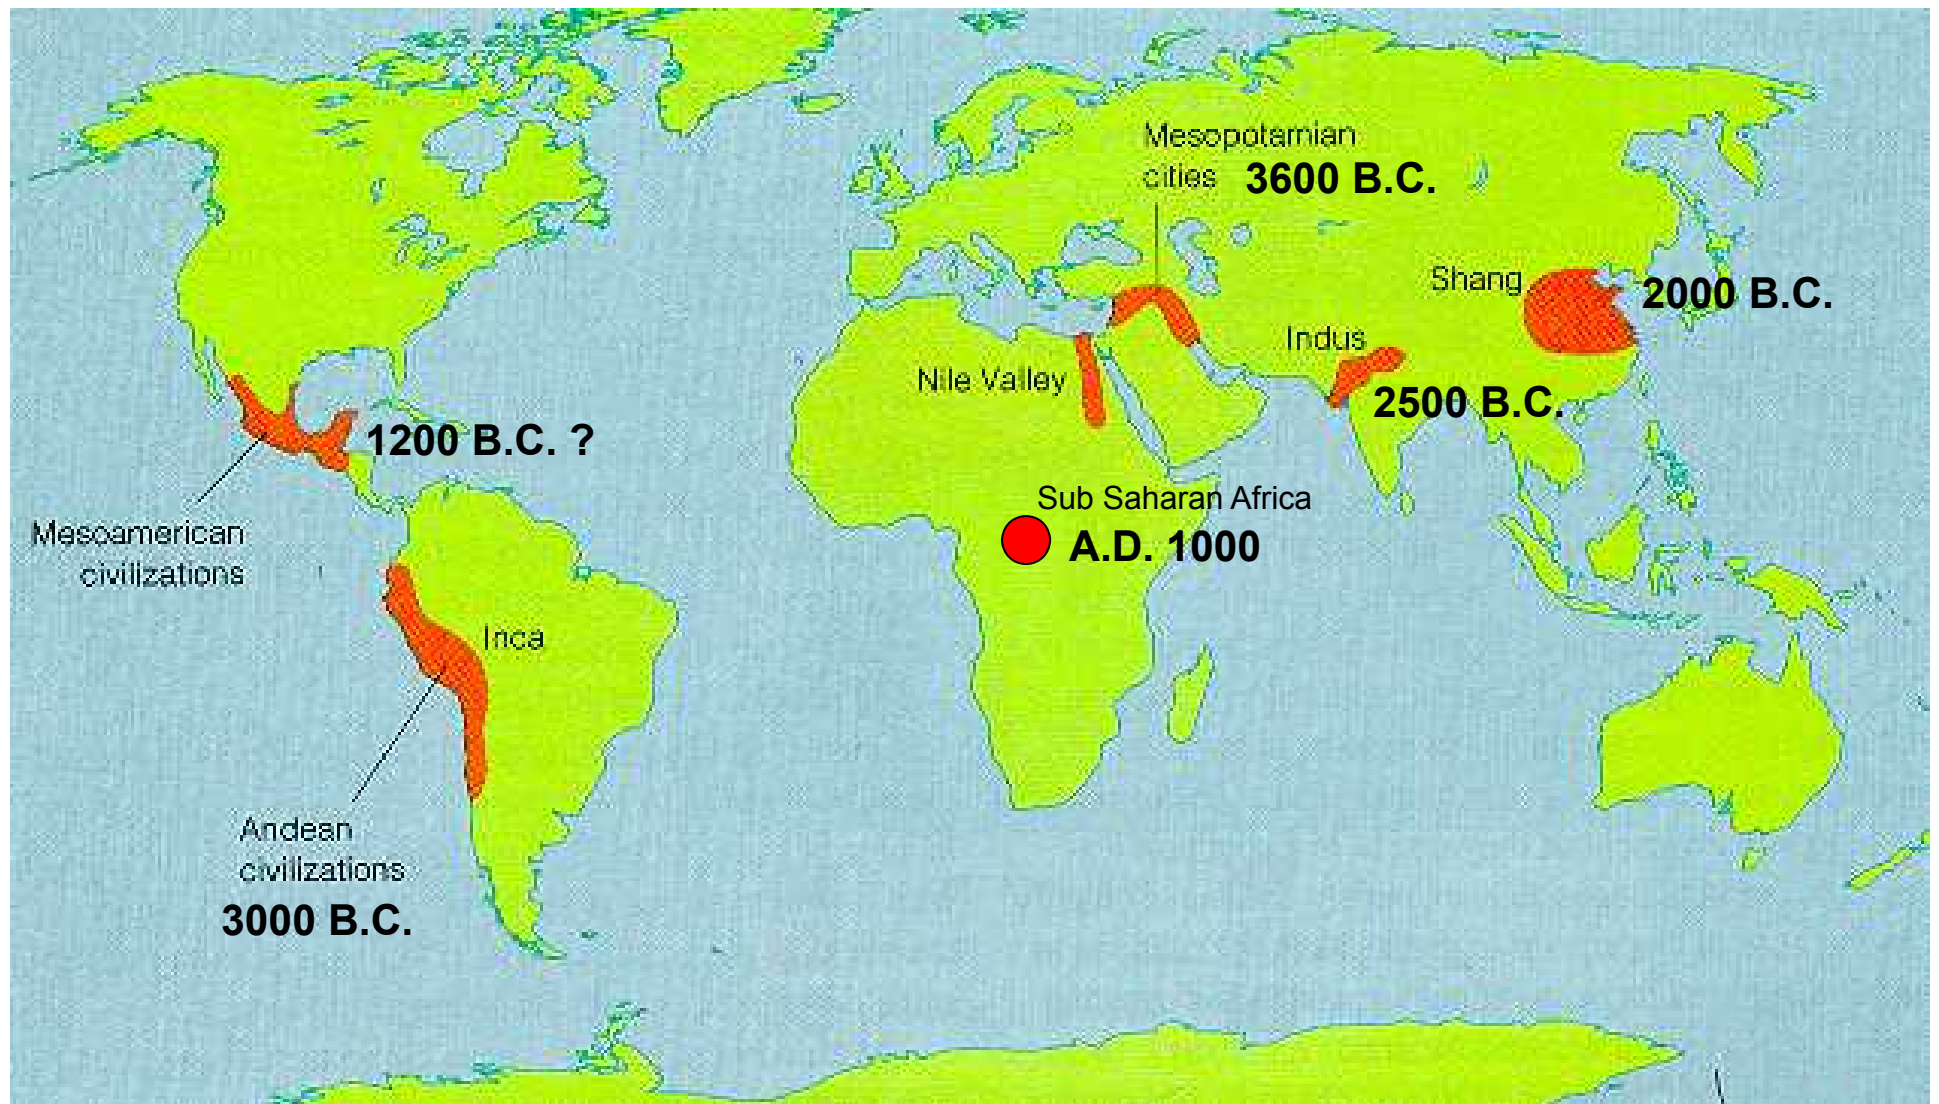 Mesopotamian
cities 3600 B.C.
Shang
2000 B.C.
Indus
2500 B.C.
Nile Valley
1200 B.C. ?
Sub Saharan Africa
A.D. 1000
Mesoamerican
civilizations
Inca
Andean
civilizations
3000 B.C.